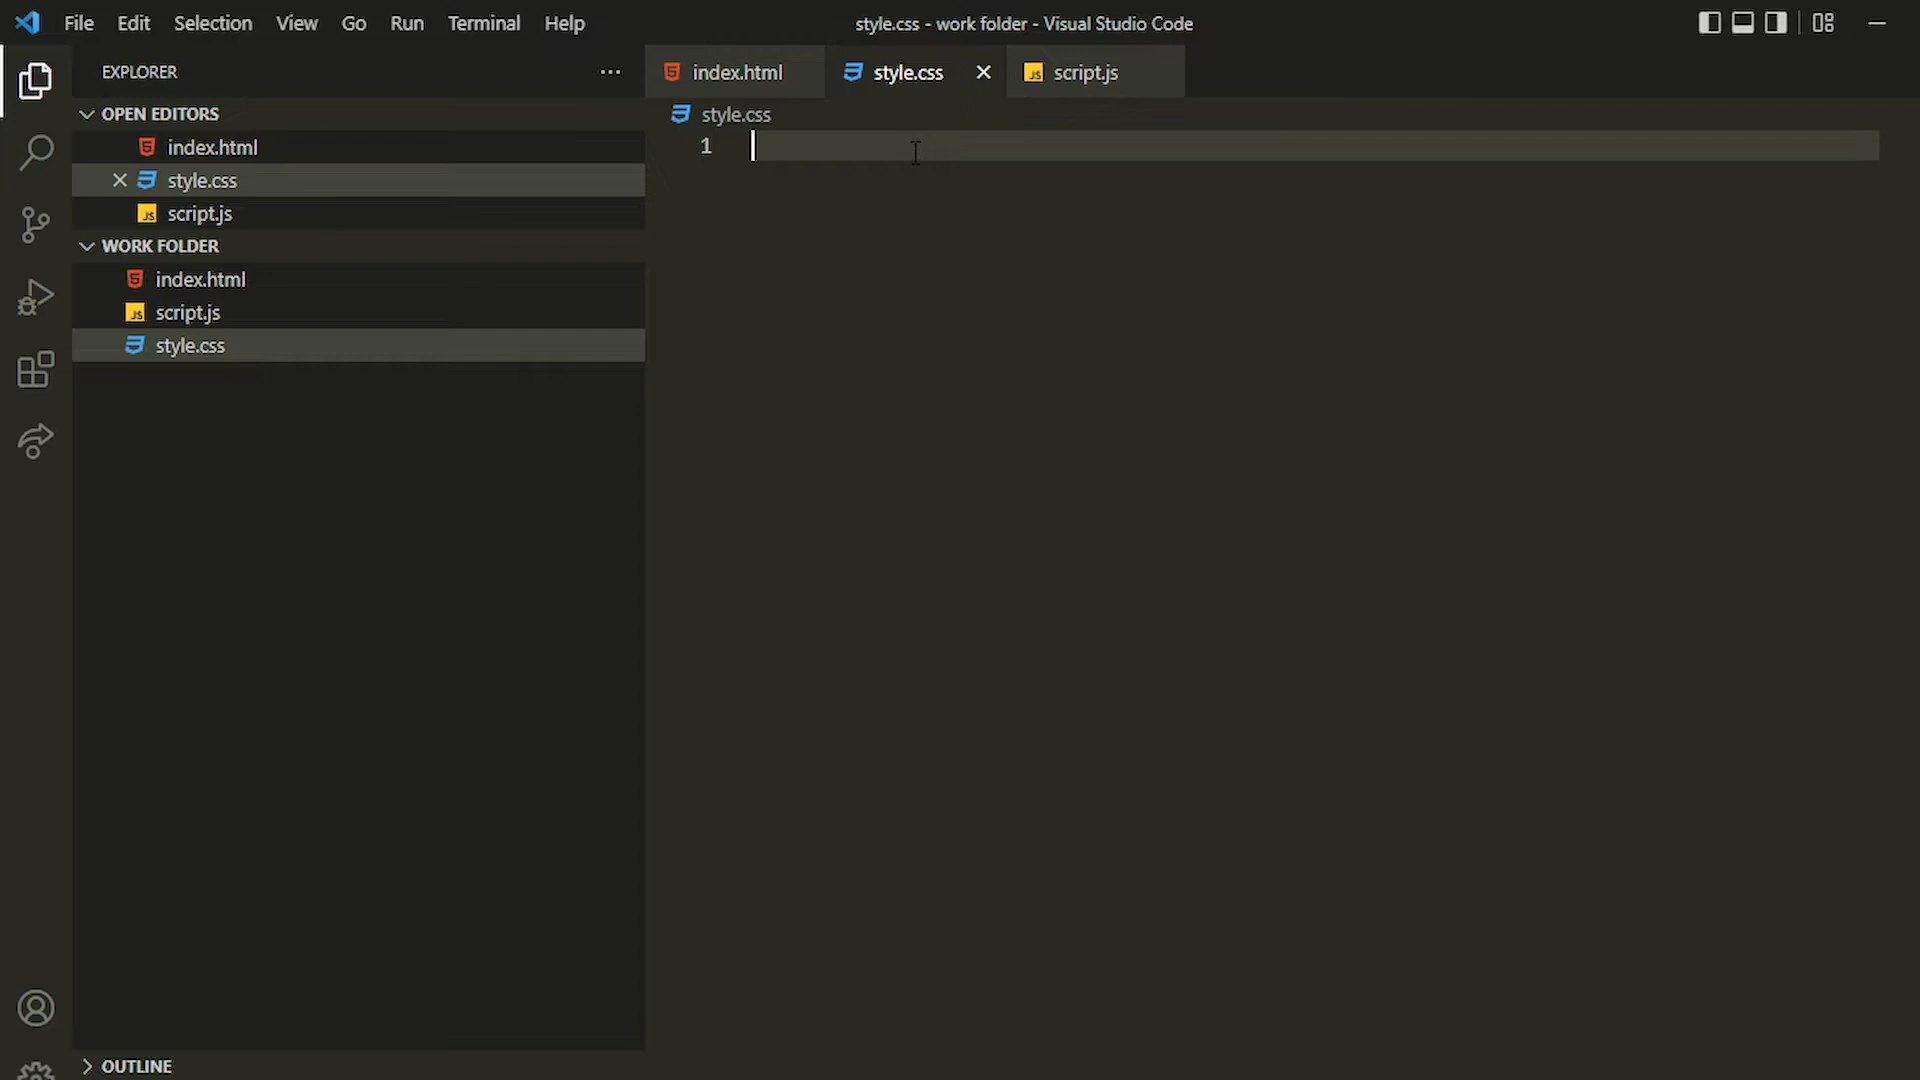 File Edit Selection View Go Run Terminal Help
style.css - work folder - Visual Studio Code
EXPLORER
OPEN EDITORS
index.html
style.css
script.js
WORK FOLDER
index.html
script.js
style.css
OUTLINE
index.html
style.css
script.js
style.css
1